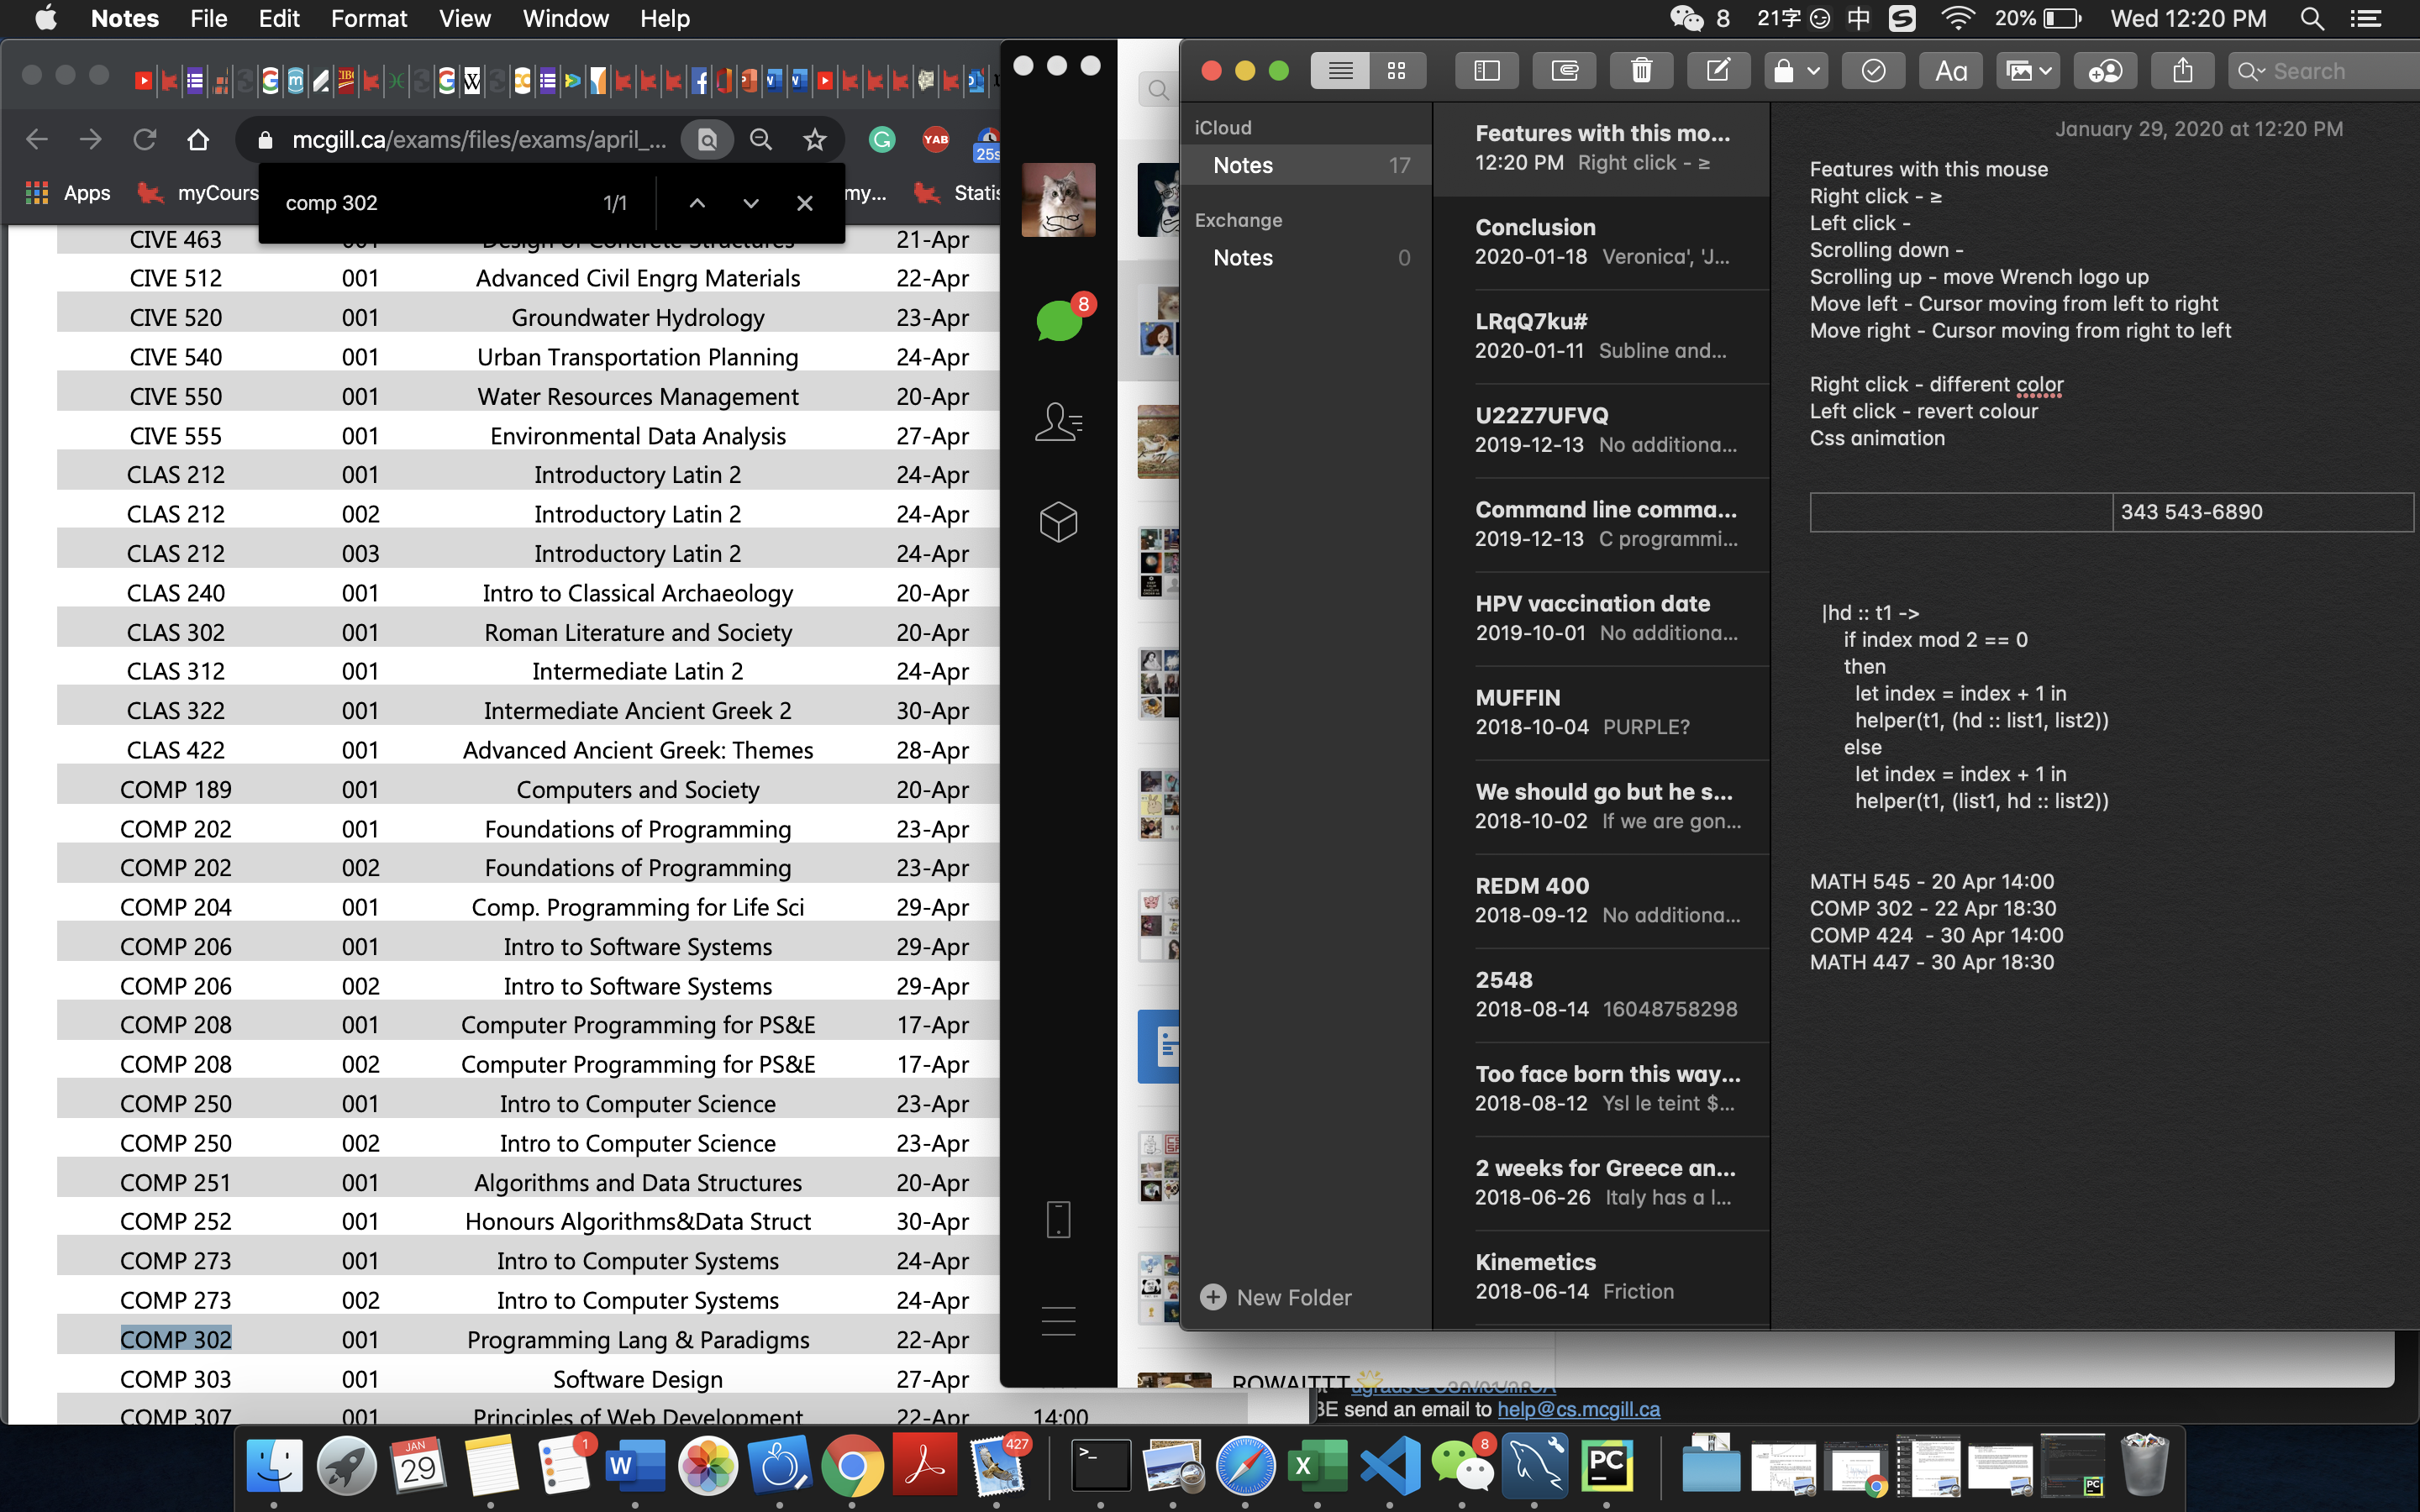 Notes File Edit Format View Window Help
8 21字 中 20% Wed 12:20 PM
mcgill.ca/exams/files/exams/april_...
YAB
25s
Apps myCours my... Statis
comp 302 1/1
CIVE 463 001 Design of Concrete Structures 21-Apr
CIVE 512 001 Advanced Civil Engrg Materials 22-Apr
CIVE 520 001 Groundwater Hydrology 23-Apr
CIVE 540 001 Urban Transportation Planning 24-Apr
CIVE 550 001 Water Resources Management 20-Apr
CIVE 555 001 Environmental Data Analysis 27-Apr
CLAS 212 001 Introductory Latin 2 24-Apr
CLAS 212 002 Introductory Latin 2 24-Apr
CLAS 212 003 Introductory Latin 2 24-Apr
CLAS 240 001 Intro to Classical Archaeology 20-Apr
CLAS 302 001 Roman Literature and Society 20-Apr
CLAS 312 001 Intermediate Latin 2 24-Apr
CLAS 322 001 Intermediate Ancient Greek 2 30-Apr
CLAS 422 001 Advanced Ancient Greek: Themes 28-Apr
COMP 189 001 Computers and Society 20-Apr
COMP 202 001 Foundations of Programming 23-Apr
COMP 202 002 Foundations of Programming 23-Apr
COMP 204 001 Comp. Programming for Life Sci 29-Apr
COMP 206 001 Intro to Software Systems 29-Apr
COMP 206 002 Intro to Software Systems 29-Apr
COMP 208 001 Computer Programming for PS&E 17-Apr
COMP 208 002 Computer Programming for PS&E 17-Apr
COMP 250 001 Intro to Computer Science 23-Apr
COMP 250 002 Intro to Computer Science 23-Apr
COMP 251 001 Algorithms and Data Structures 20-Apr
COMP 252 001 Honours Algorithms&Data Struct 30-Apr
COMP 273 001 Intro to Computer Systems 24-Apr
COMP 273 002 Intro to Computer Systems 24-Apr
COMP 302 001 Programming Lang & Paradigms 22-Apr
COMP 303 001 Software Design 27-Apr
COMP 307 001 Principles of Web Development 22-Apr 14:00
8
ROWAITTT
20/01/28
ugrads@CS.McGill.CA
BE send an email to help@cs.mcgill.ca
Aa
Search
iCloud
Notes 17
Exchange
Notes 0
New Folder
Features with this mo...
12:20 PM Right click - ≥
Conclusion
2020-01-18 Veronica', 'J...
LRqQ7ku#
2020-01-11 Subline and...
U22Z7UFVQ
2019-12-13 No additiona...
Command line comma...
2019-12-13 C programmi...
HPV vaccination date
2019-10-01 No additiona...
MUFFIN
2018-10-04 PURPLE?
We should go but he s...
2018-10-02 If we are gon...
REDM 400
2018-09-12 No additiona...
2548
2018-08-14 16048758298
Too face born this way...
2018-08-12 Ysl le teint $...
2 weeks for Greece an...
2018-06-26 Italy has a l...
Kinemetics
2018-06-14 Friction
January 29, 2020 at 12:20 PM
Features with this mouse
Right click - ≥
Left click -
Scrolling down -
Scrolling up - move Wrench logo up
Move left - Cursor moving from left to right
Move right - Cursor moving from right to left
Right click - different color
Left click - revert colour
Css animation
343 543-6890
|hd :: t1 ->
if index mod 2 == 0
then
let index = index + 1 in
helper(t1, (hd :: list1, list2))
else
let index = index + 1 in
helper(t1, (list1, hd :: list2))
MATH 545 - 20 Apr 14:00
COMP 302 - 22 Apr 18:30
COMP 424 - 30 Apr 14:00
MATH 447 - 30 Apr 18:30
JAN
29
1
W
427
>_
X
8
PC
PC